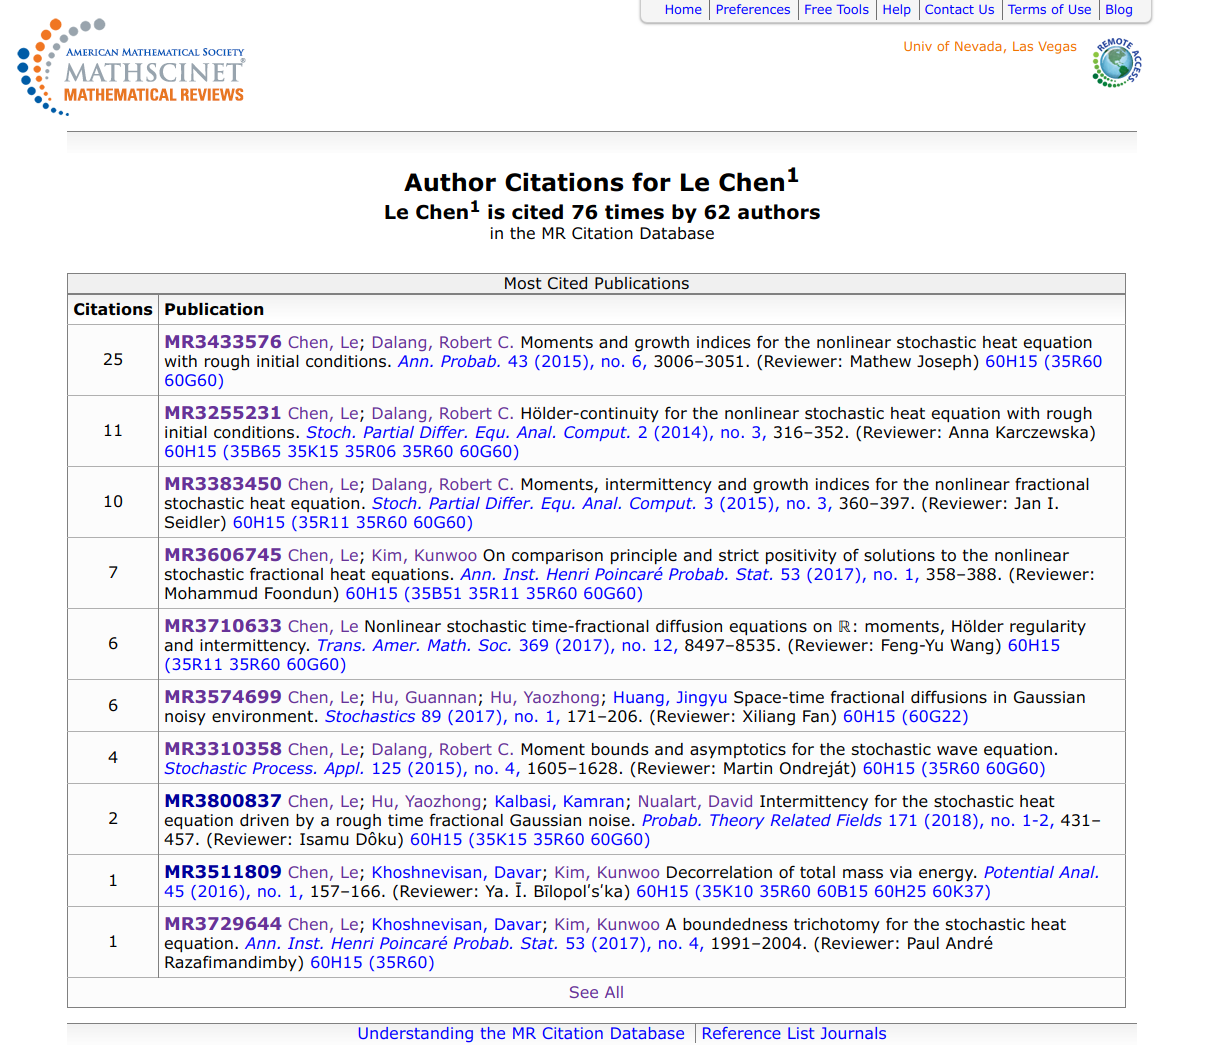 Home Preferences Free Tools Help Contact Us Terms of Use Blog
AMERICAN MATHEMATICAL SOCIETY
MATHSCINET®
MATHEMATICAL REVIEWS
Univ of Nevada, Las Vegas
REMOTE ACCESS
Author Citations for Le Chen¹
Le Chen¹ is cited 76 times by 62 authors
in the MR Citation Database
Most Cited Publications
Citations Publication
25
MR3433576 Chen, Le; Dalang, Robert C. Moments and growth indices for the nonlinear stochastic heat equation
with rough initial conditions. Ann. Probab. 43 (2015), no. 6, 3006–3051. (Reviewer: Mathew Joseph) 60H15 (35R60
60G60)
11
MR3255231 Chen, Le; Dalang, Robert C. Hölder-continuity for the nonlinear stochastic heat equation with rough
initial conditions. Stoch. Partial Differ. Equ. Anal. Comput. 2 (2014), no. 3, 316–352. (Reviewer: Anna Karczewska)
60H15 (35B65 35K15 35R06 35R60 60G60)
10
MR3383450 Chen, Le; Dalang, Robert C. Moments, intermittency and growth indices for the nonlinear fractional
stochastic heat equation. Stoch. Partial Differ. Equ. Anal. Comput. 3 (2015), no. 3, 360–397. (Reviewer: Jan I.
Seidler) 60H15 (35R11 35R60 60G60)
7
MR3606745 Chen, Le; Kim, Kunwoo On comparison principle and strict positivity of solutions to the nonlinear
stochastic fractional heat equations. Ann. Inst. Henri Poincaré Probab. Stat. 53 (2017), no. 1, 358–388. (Reviewer:
Mohammud Foondun) 60H15 (35B51 35R11 35R60 60G60)
6
MR3710633 Chen, Le Nonlinear stochastic time-fractional diffusion equations on ℝ: moments, Hölder regularity
and intermittency. Trans. Amer. Math. Soc. 369 (2017), no. 12, 8497–8535. (Reviewer: Feng-Yu Wang) 60H15
(35R11 35R60 60G60)
6
MR3574699 Chen, Le; Hu, Guannan; Hu, Yaozhong; Huang, Jingyu Space-time fractional diffusions in Gaussian
noisy environment. Stochastics 89 (2017), no. 1, 171–206. (Reviewer: Xiliang Fan) 60H15 (60G22)
4
MR3310358 Chen, Le; Dalang, Robert C. Moment bounds and asymptotics for the stochastic wave equation.
Stochastic Process. Appl. 125 (2015), no. 4, 1605–1628. (Reviewer: Martin Ondreját) 60H15 (35R60 60G60)
2
MR3800837 Chen, Le; Hu, Yaozhong; Kalbasi, Kamran; Nualart, David Intermittency for the stochastic heat
equation driven by a rough time fractional Gaussian noise. Probab. Theory Related Fields 171 (2018), no. 1-2, 431–
457. (Reviewer: Isamu Dôku) 60H15 (35K15 35R60 60G60)
1
MR3511809 Chen, Le; Khoshnevisan, Davar; Kim, Kunwoo Decorrelation of total mass via energy. Potential Anal.
45 (2016), no. 1, 157–166. (Reviewer: Ya. Ī. Bīlopolʹsʹka) 60H15 (35K10 35R60 60B15 60H25 60K37)
1
MR3729644 Chen, Le; Khoshnevisan, Davar; Kim, Kunwoo A boundedness trichotomy for the stochastic heat
equation. Ann. Inst. Henri Poincaré Probab. Stat. 53 (2017), no. 4, 1991–2004. (Reviewer: Paul André
Razafimandimby) 60H15 (35R60)
See All
Understanding the MR Citation Database Reference List Journals